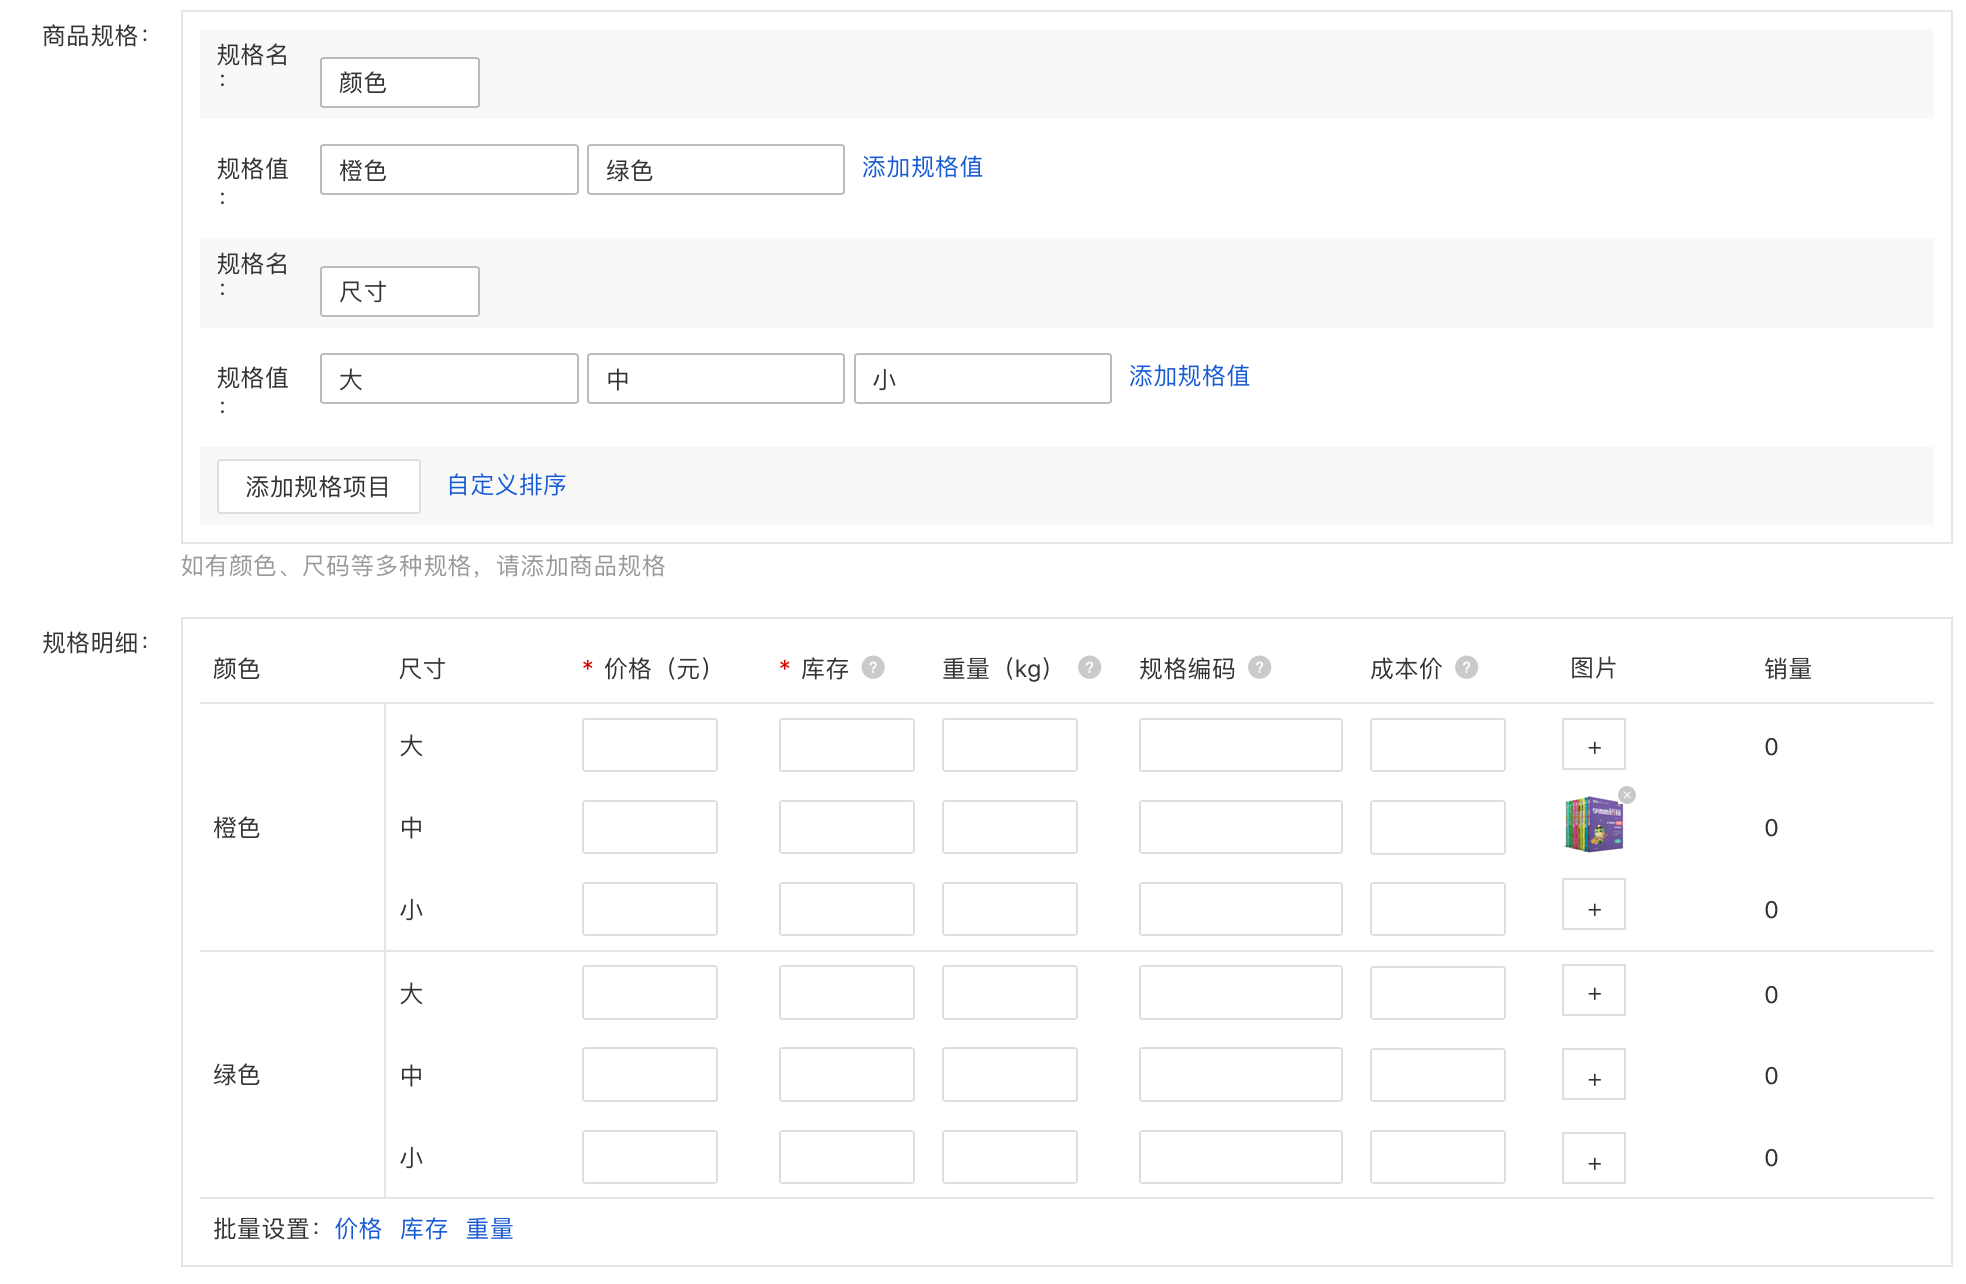 商品规格：
规格名
：
颜色
规格值
：
橙色 绿色 添加规格值
规格名
：
尺寸
规格值
：
大 中 小 添加规格值
添加规格项目 自定义排序
如有颜色、尺码等多种规格，请添加商品规格
规格明细：
颜色 尺寸 * 价格（元） * 库存 ? 重量（kg） ? 规格编码 ? 成本价 ? 图片 销量
大 + 0
橙色 中 0
小 + 0
大 + 0
绿色 中 + 0
小 + 0
批量设置： 价格 库存 重量